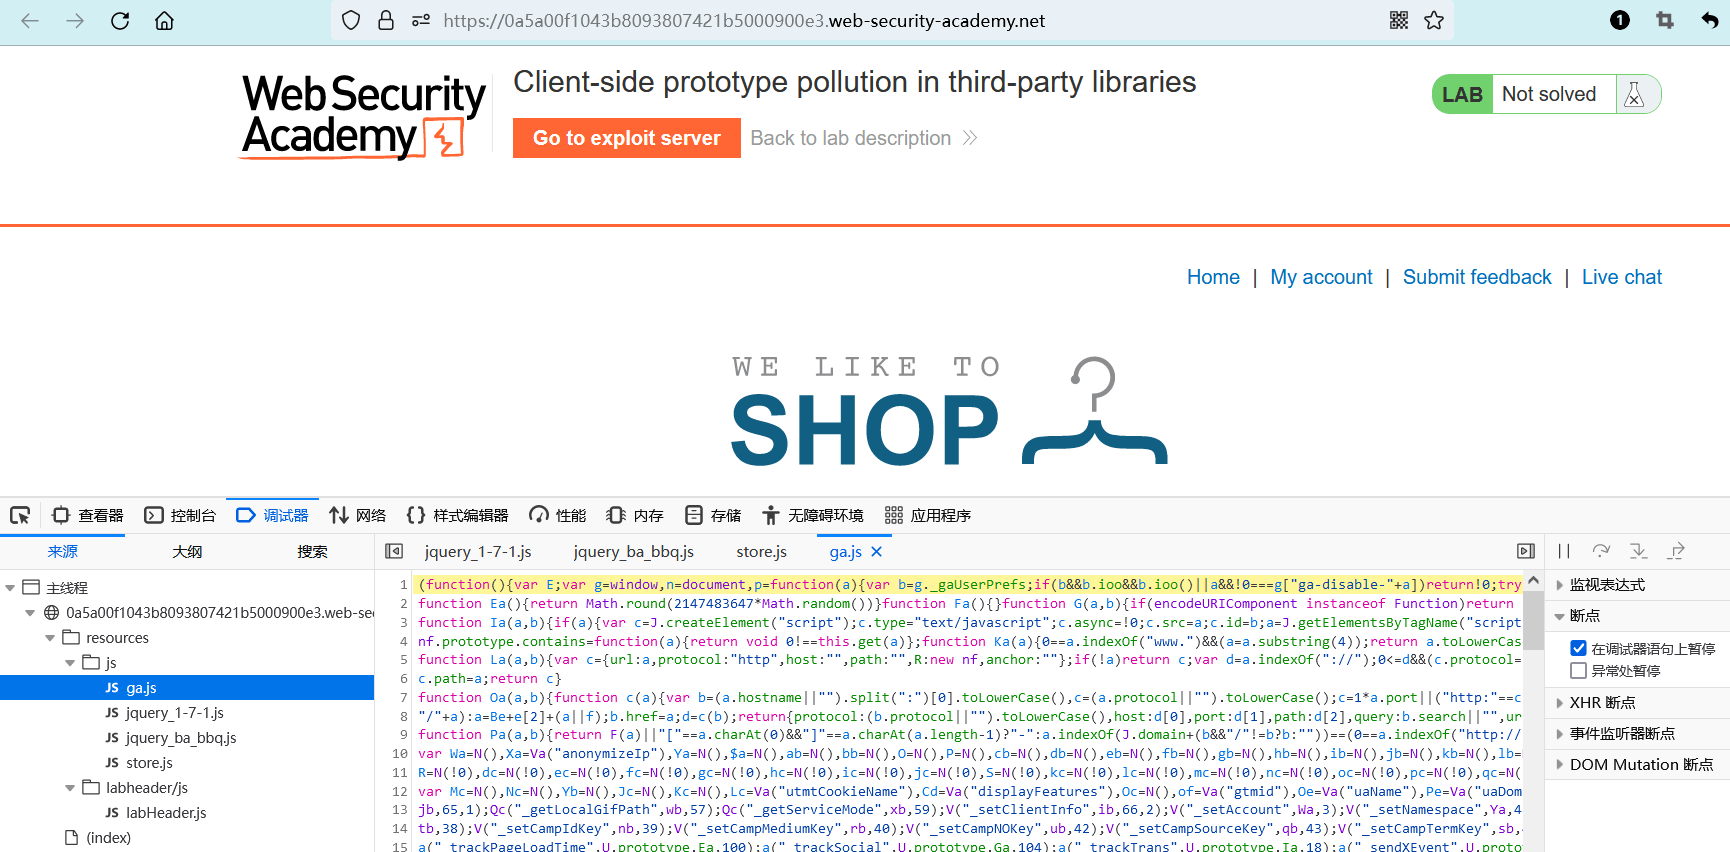 https://0a5a00f1043b8093807421b5000900e3.web-security-academy.net
1
Web Security
Academy
Client-side prototype pollution in third-party libraries
Go to exploit server
Back to lab description
LAB Not solved
Home | My account | Submit feedback | Live chat
WE LIKE TO
SHOP
查看器 控制台 调试器 网络 {} 样式编辑器 性能 内存 存储 无障碍环境 应用程序
来源 大纲 搜索
jquery_1-7-1.js jquery_ba_bbq.js store.js ga.js
主线程
0a5a00f1043b8093807421b5000900e3.web-sec
resources
js
JS ga.js
JS jquery_1-7-1.js
JS jquery_ba_bbq.js
JS store.js
labheader/js
JS labHeader.js
(index)
1 (function(){var E;var g=window,n=document,p=function(a){var b=g._gaUserPrefs;if(b&&b.ioo&&b.ioo()||a&&!0===g["ga-disable-"+a])return!0;try
2 function Ea(){return Math.round(2147483647*Math.random())}function Fa(){}function G(a,b){if(encodeURIComponent instanceof Function)return
3 function Ia(a,b){if(a){var c=J.createElement("script");c.type="text/javascript";c.async=!0;c.src=a;c.id=b;a=J.getElementsByTagName("script
4 nf.prototype.contains=function(a){return void 0!==this.get(a)};function Ka(a){0==a.indexOf("www.")&&(a=a.substring(4));return a.toLowerCase
5 function La(a,b){var c={url:a,protocol:"http",host:"",path:"",R:new nf,anchor:""};if(!a)return c;var d=a.indexOf("://");0<=d&&(c.protocol=
6 c.path=a;return c}
7 function Oa(a,b){function c(a){var b=(a.hostname||"").split(":")[0].toLowerCase(),c=(a.protocol||"").toLowerCase();c=1*a.port||("http:"==c
8 "/"+a):a=Be+e[2]+(a||f);b.href=a;d=c(b);return{protocol:(b.protocol||"").toLowerCase(),host:d[0],port:d[1],path:d[2],query:b.search||"",ur
9 function Pa(a,b){return F(a)||"["==a.charAt(0)&&"]"==a.charAt(a.length-1)?"-":a.indexOf(J.domain+(b&&"/"!=b?b:""))==(0==a.indexOf("http://
10 var Wa=N(),Xa=Va("anonymizeIp"),Ya=N(),$a=N(),ab=N(),bb=N(),O=N(),P=N(),cb=N(),db=N(),eb=N(),fb=N(),gb=N(),hb=N(),ib=N(),jb=N(),kb=N(),lb=
11 R=N(!0),dc=N(!0),ec=N(!0),fc=N(!0),gc=N(!0),hc=N(!0),ic=N(!0),jc=N(!0),S=N(!0),kc=N(!0),lc=N(!0),mc=N(!0),nc=N(!0),oc=N(!0),pc=N(!0),qc=N(
12 var Mc=N(),Nc=N(),Yb=N(),Jc=N(),Kc=N(),Lc=Va("utmtCookieName"),Cd=Va("displayFeatures"),Oc=N(),of=Va("gtmid"),Oe=Va("uaName"),Pe=Va("uaDom
13 jb,65,1);Qc("_getLocalGifPath",wb,57);Qc("_getServiceMode",xb,59);V("_setClientInfo",ib,66,2);V("_setAccount",Wa,3);V("_setNamespace",Ya,4
14 tb,38);V("_setCampIdKey",nb,39);V("_setCampMediumKey",rb,40);V("_setCampNOKey",ub,42);V("_setCampSourceKey",qb,43);V("_setCampTermKey",sb,
15 a("_trackPageLoadTime",U.prototype.Ea,100);a("_trackSocial",U.prototype.Ga,104);a("_trackTrans",U.prototype.Ia,18);a("_sendXEvent",U.proto
监视表达式
断点
在调试器语句上暂停
异常处暂停
XHR 断点
事件监听器断点
DOM Mutation 断点